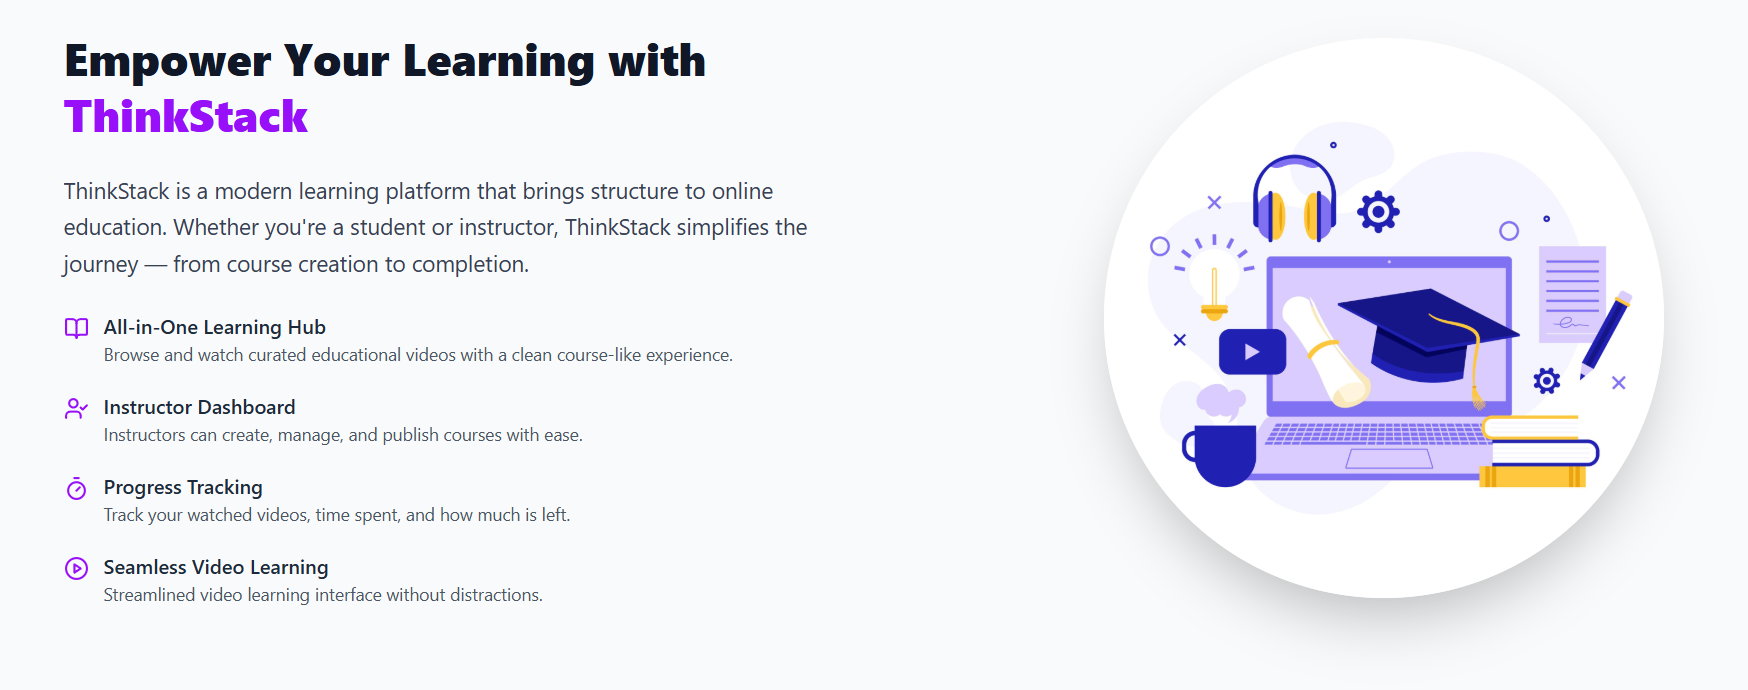 Empower Your Learning with
ThinkStack
ThinkStack is a modern learning platform that brings structure to online
education. Whether you're a student or instructor, ThinkStack simplifies the
journey — from course creation to completion.
All-in-One Learning Hub
Browse and watch curated educational videos with a clean course-like experience.
Instructor Dashboard
Instructors can create, manage, and publish courses with ease.
Progress Tracking
Track your watched videos, time spent, and how much is left.
Seamless Video Learning
Streamlined video learning interface without distractions.